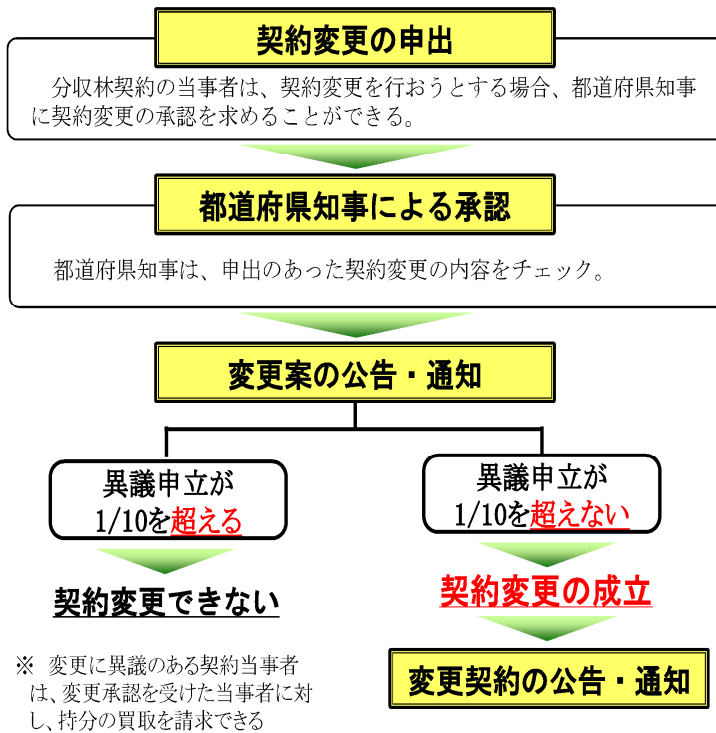 契約変更の申出
分収林契約の当事者は、契約変更を行おうとする場合、都道府県知事
に契約変更の承認を求めることができる。
都道府県知事による承認
都道府県知事は、申出のあった契約変更の内容をチェック。
変更案の公告・通知
異議申立が
1/10を超える
異議申立が
1/10を超えない
契約変更できない
契約変更の成立
※ 変更に異議のある契約当事者
は、変更承認を受けた当事者に対
し、持分の買取を請求できる
変更契約の公告・通知